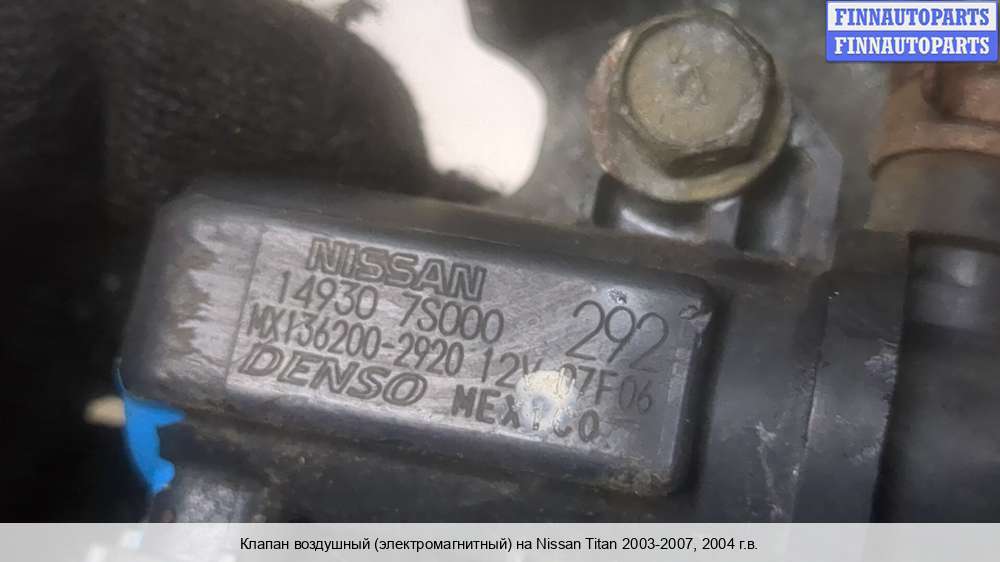 FINNAUTOPARTS
FINNAUTOPARTS
NISSAN
14930 7S000 292
MX136200-2920 12V 07F06
DENSO MEXICO
Клапан воздушный (электромагнитный) на Nissan Titan 2003-2007, 2004 г.в.